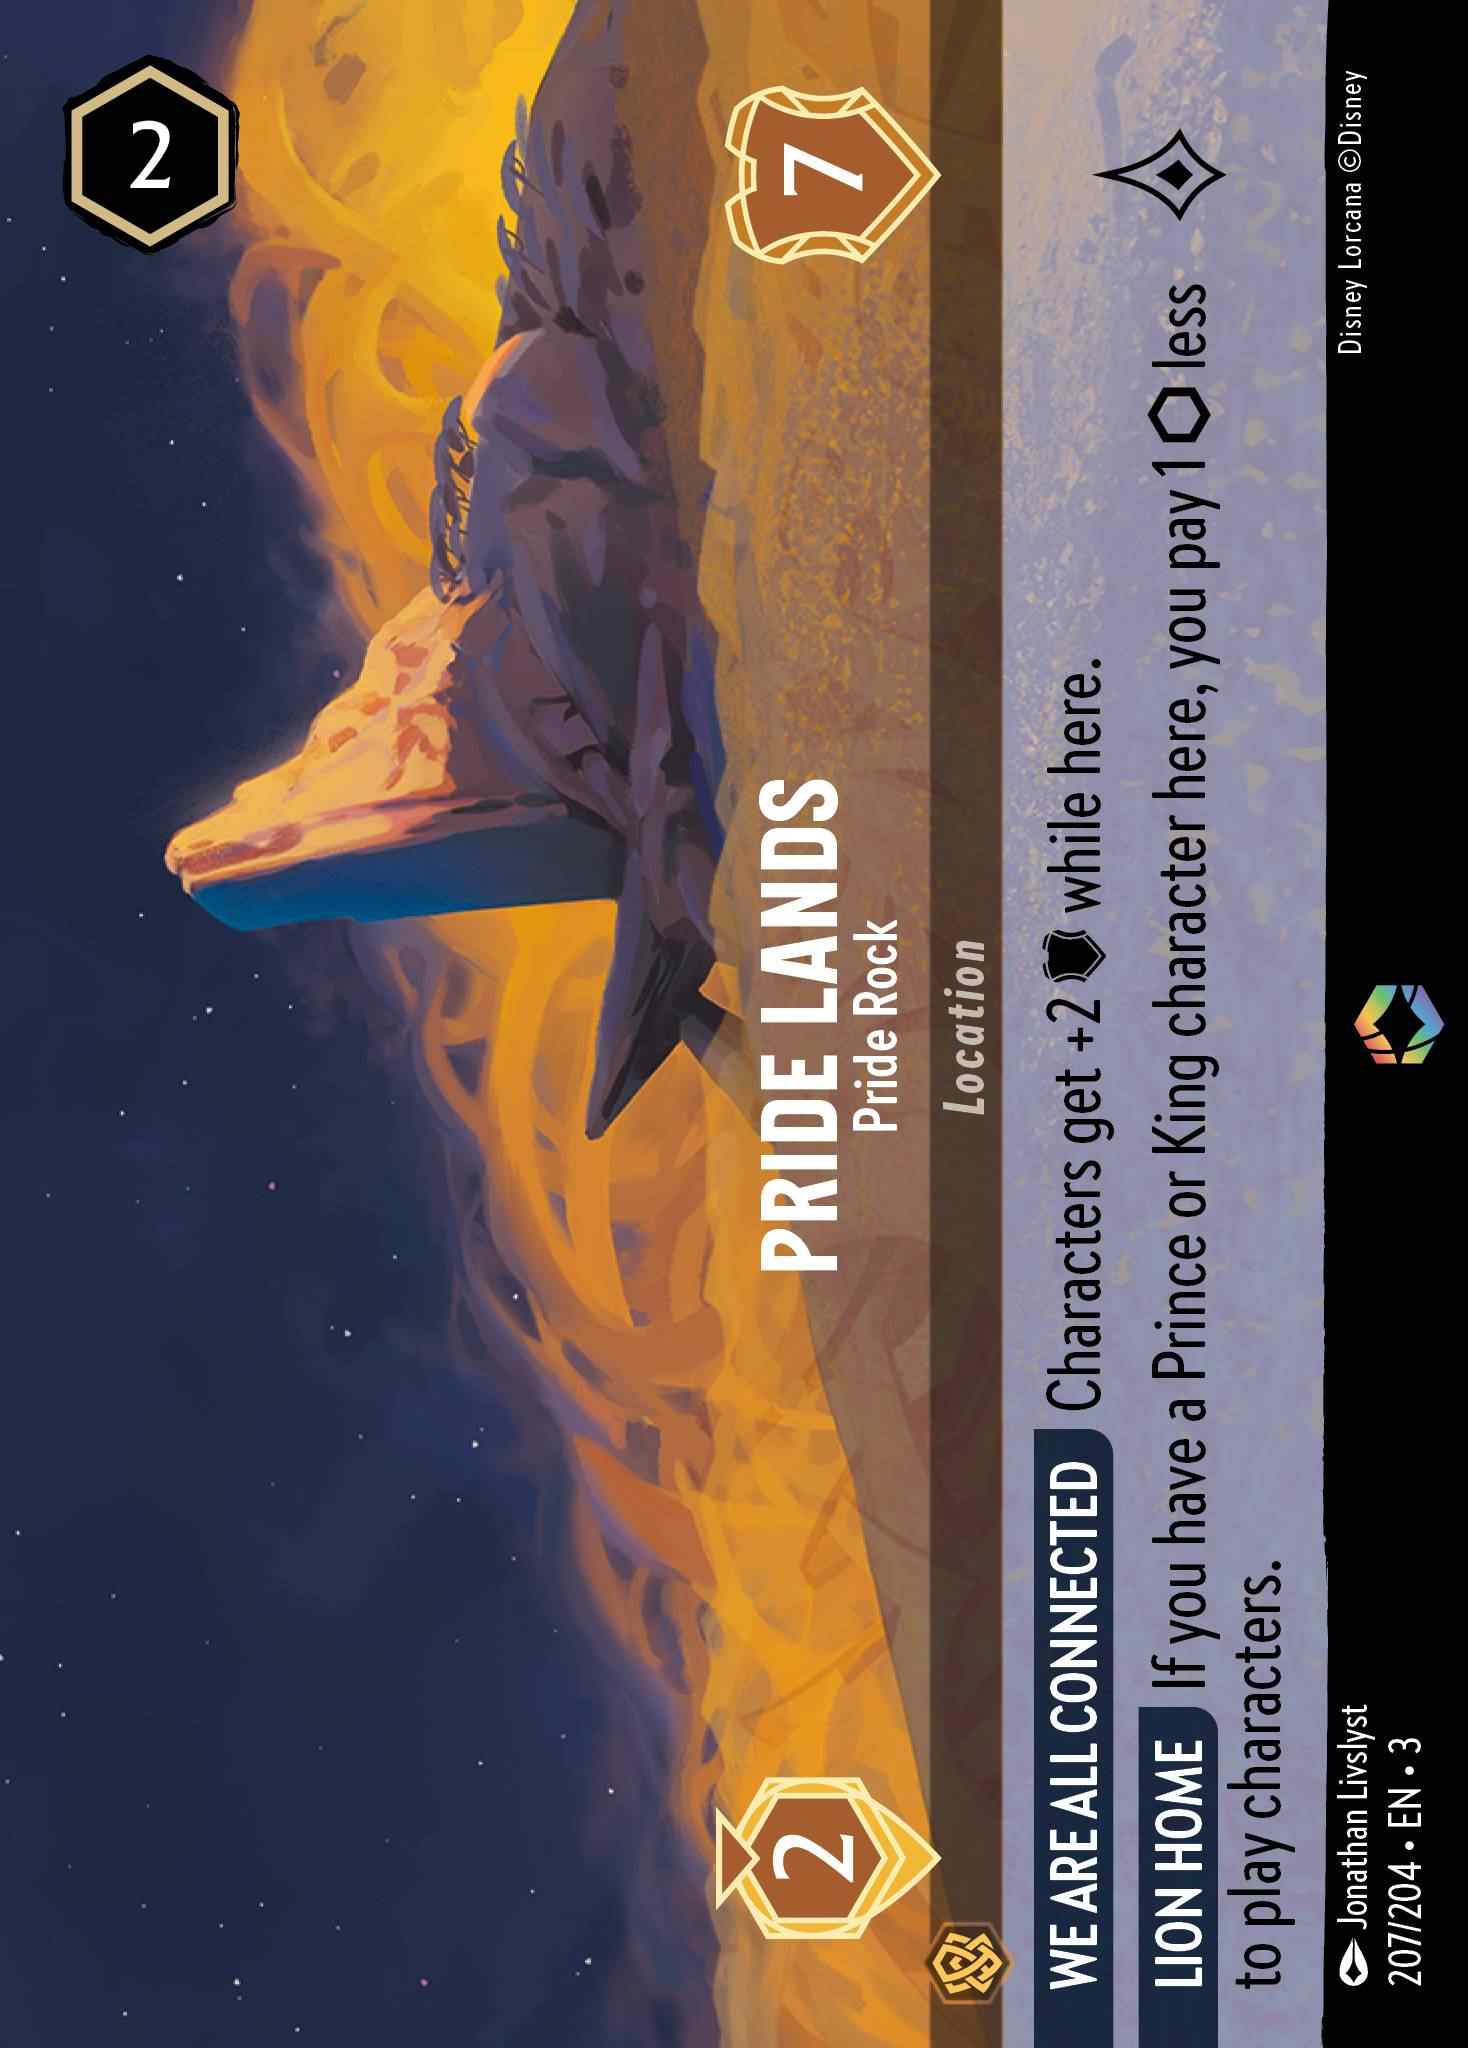 2
PRIDE LANDS
Pride Rock
2
7
Location
WE ARE ALL CONNECTED Characters get +2 while here.
LION HOME If you have a Prince or King character here, you pay 1 less
to play characters.
Jonathan Livslyst
207/204 • EN • 3
Disney Lorcana ©Disney